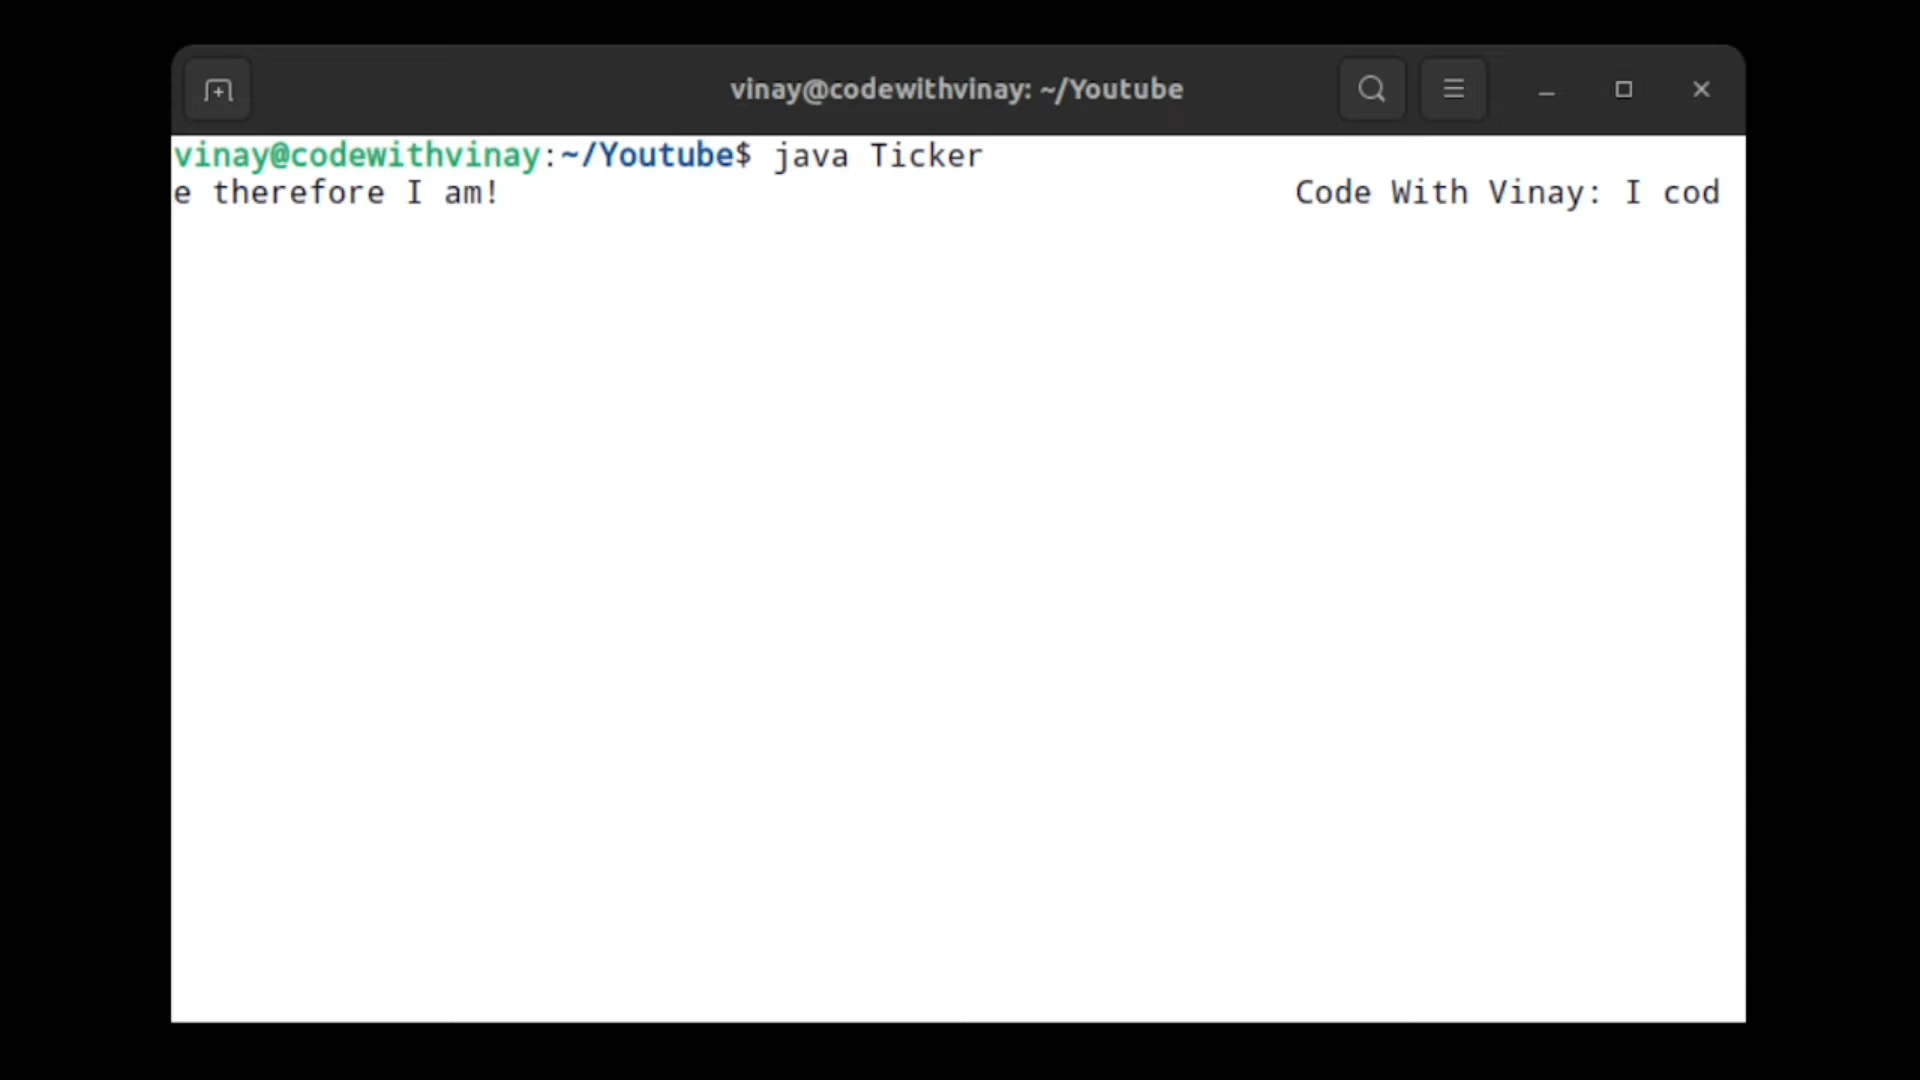 vinay@codewithvinay: ~/Youtube
vinay@codewithvinay:~/Youtube$ java Ticker
e therefore I am! Code With Vinay: I cod